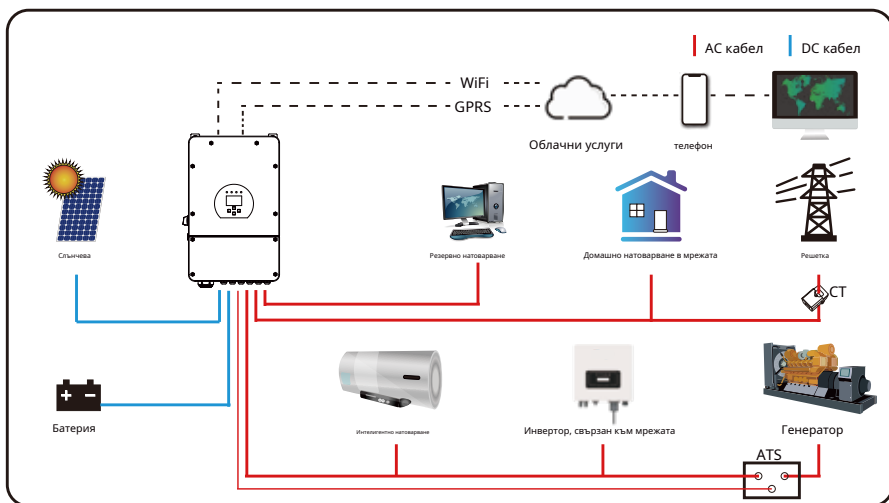 AC кабел
DC кабел
WiFi
GPRS
Облачни услуги
телефон
Слънчева
Резервно натоварване
Домашно натоварване в мрежата
Решетка
CT
Батерия
Интелигентно натоварване
Инвертор, свързан към мрежата
Генератор
ATS